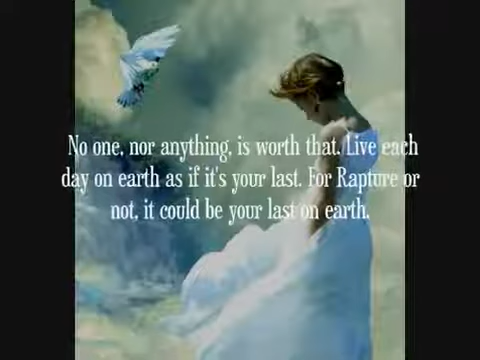 No one, nor anything, is worth that. Live each
day on earth as if it's your last. For Rapture or
not, it could be your last on earth.